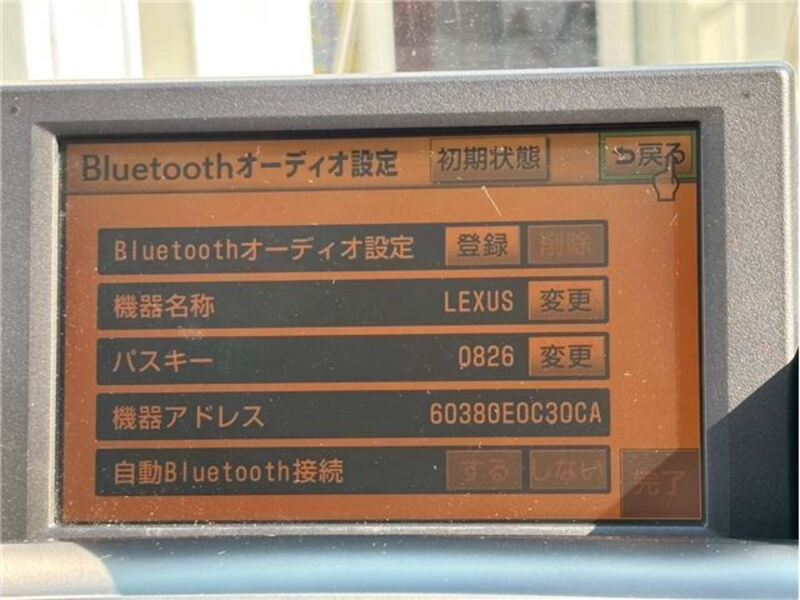 Bluetoothオーディオ設定 初期状態 戻る
Bluetoothオーディオ設定 登録 削除
機器名称 LEXUS 変更
パスキー 0826 変更
機器アドレス 60380E0C30CA
自動Bluetooth接続 する しない
完了